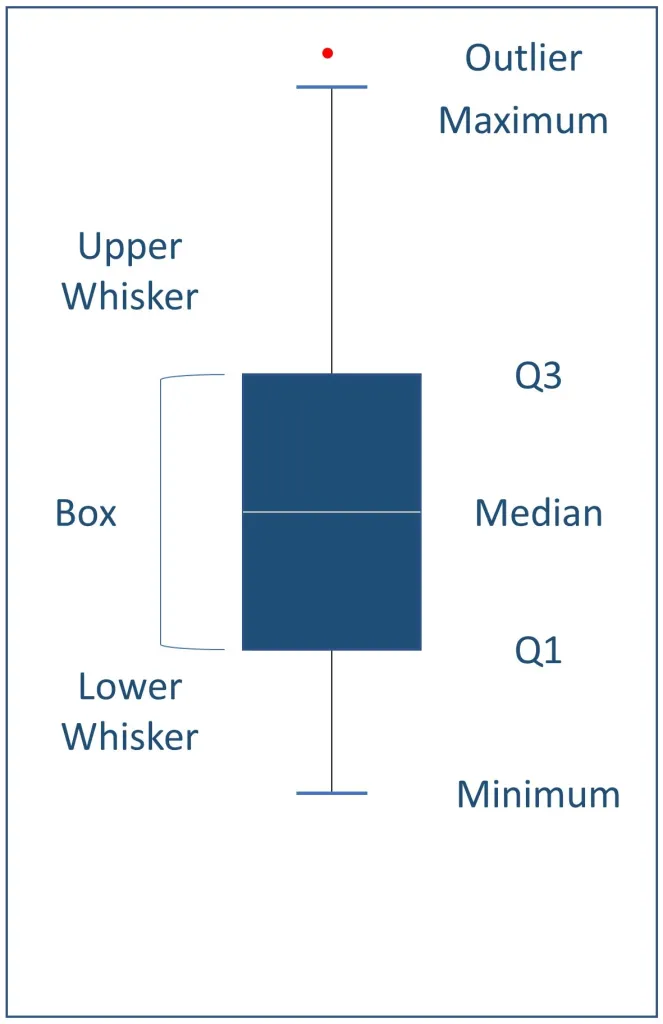 Outlier
Maximum
Upper
Whisker
Q3
Box
Median
Q1
Lower
Whisker
Minimum